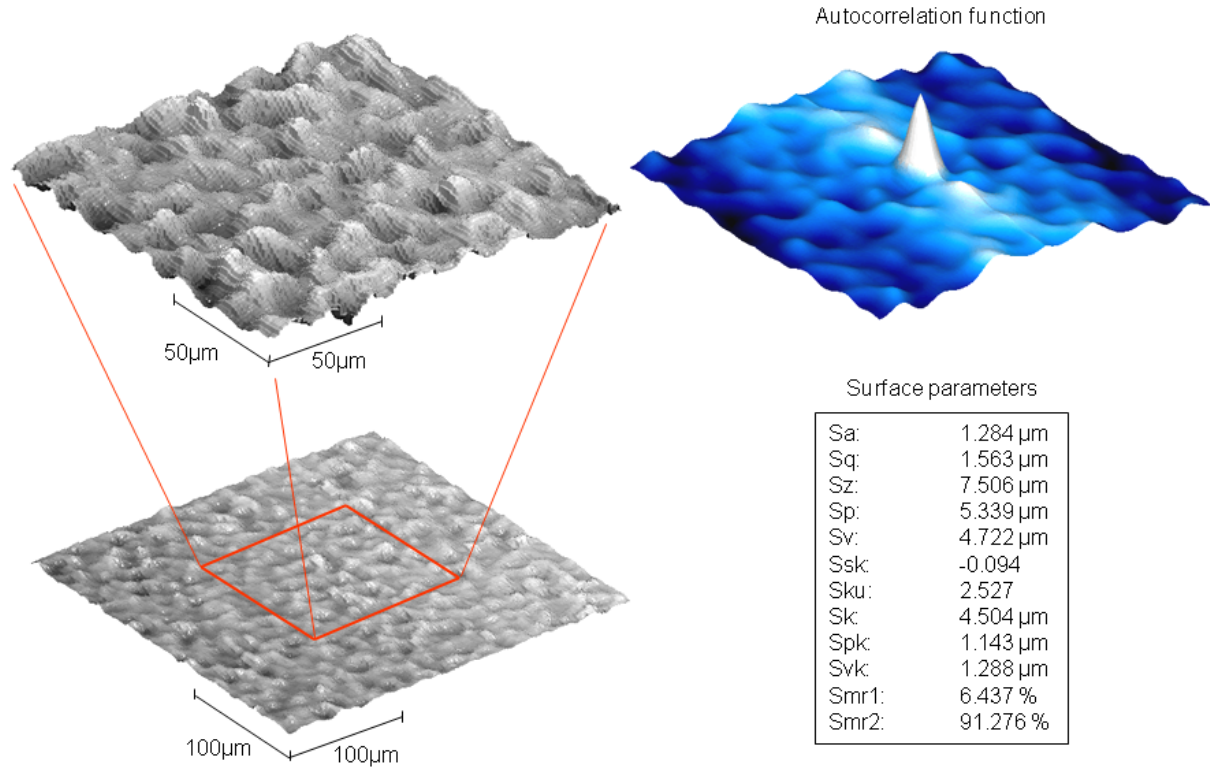 Autocorrelation function
50µm
50µm
100µm
100µm
Surface parameters
Sa: 1.284 µm
Sq: 1.563 µm
Sz: 7.506 µm
Sp: 5.339 µm
Sv: 4.722 µm
Ssk: -0.094
Sku: 2.527
Sk: 4.504 µm
Spk: 1.143 µm
Svk: 1.288 µm
Smr1: 6.437 %
Smr2: 91.276 %